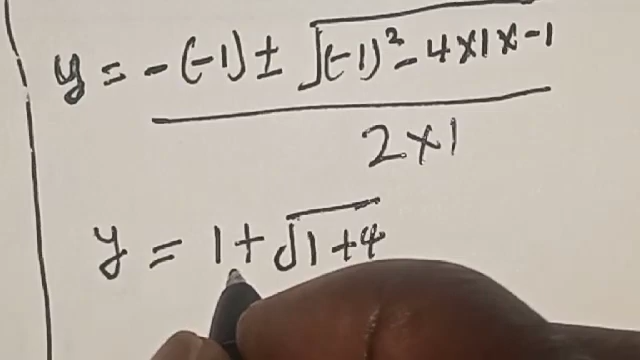 y = -(-1) ± √(-1)² - 4×1×-1
2×1
y = 1+√1+4